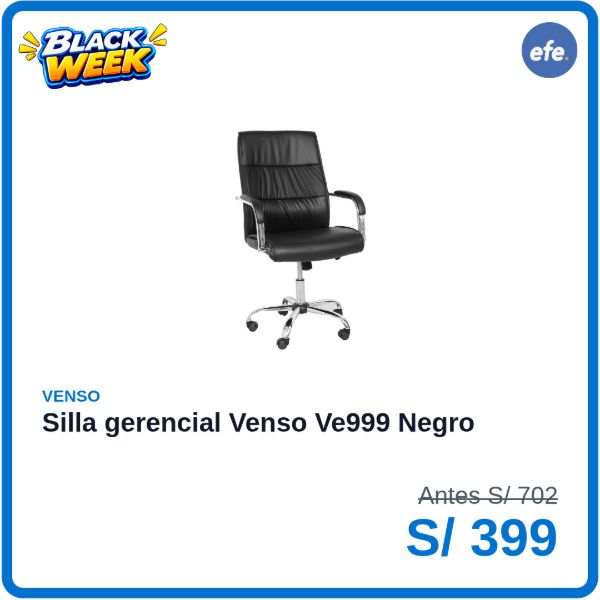 BLACK
WEEK
efe.
VENSO
Silla gerencial Venso Ve999 Negro
Antes S/ 702
S/ 399